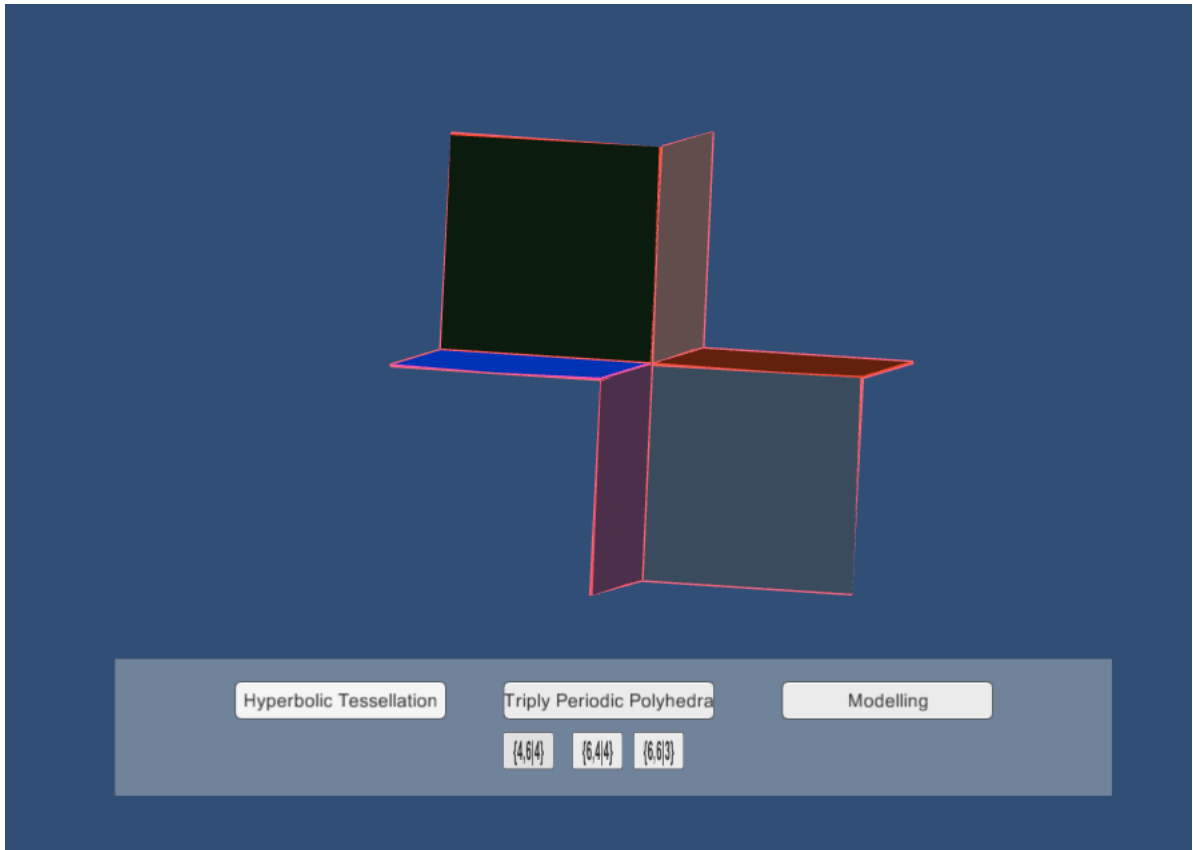 Hyperbolic Tessellation Triply Periodic Polyhedra Modelling
{4,6|4} {6,4|4} {6,6|3}